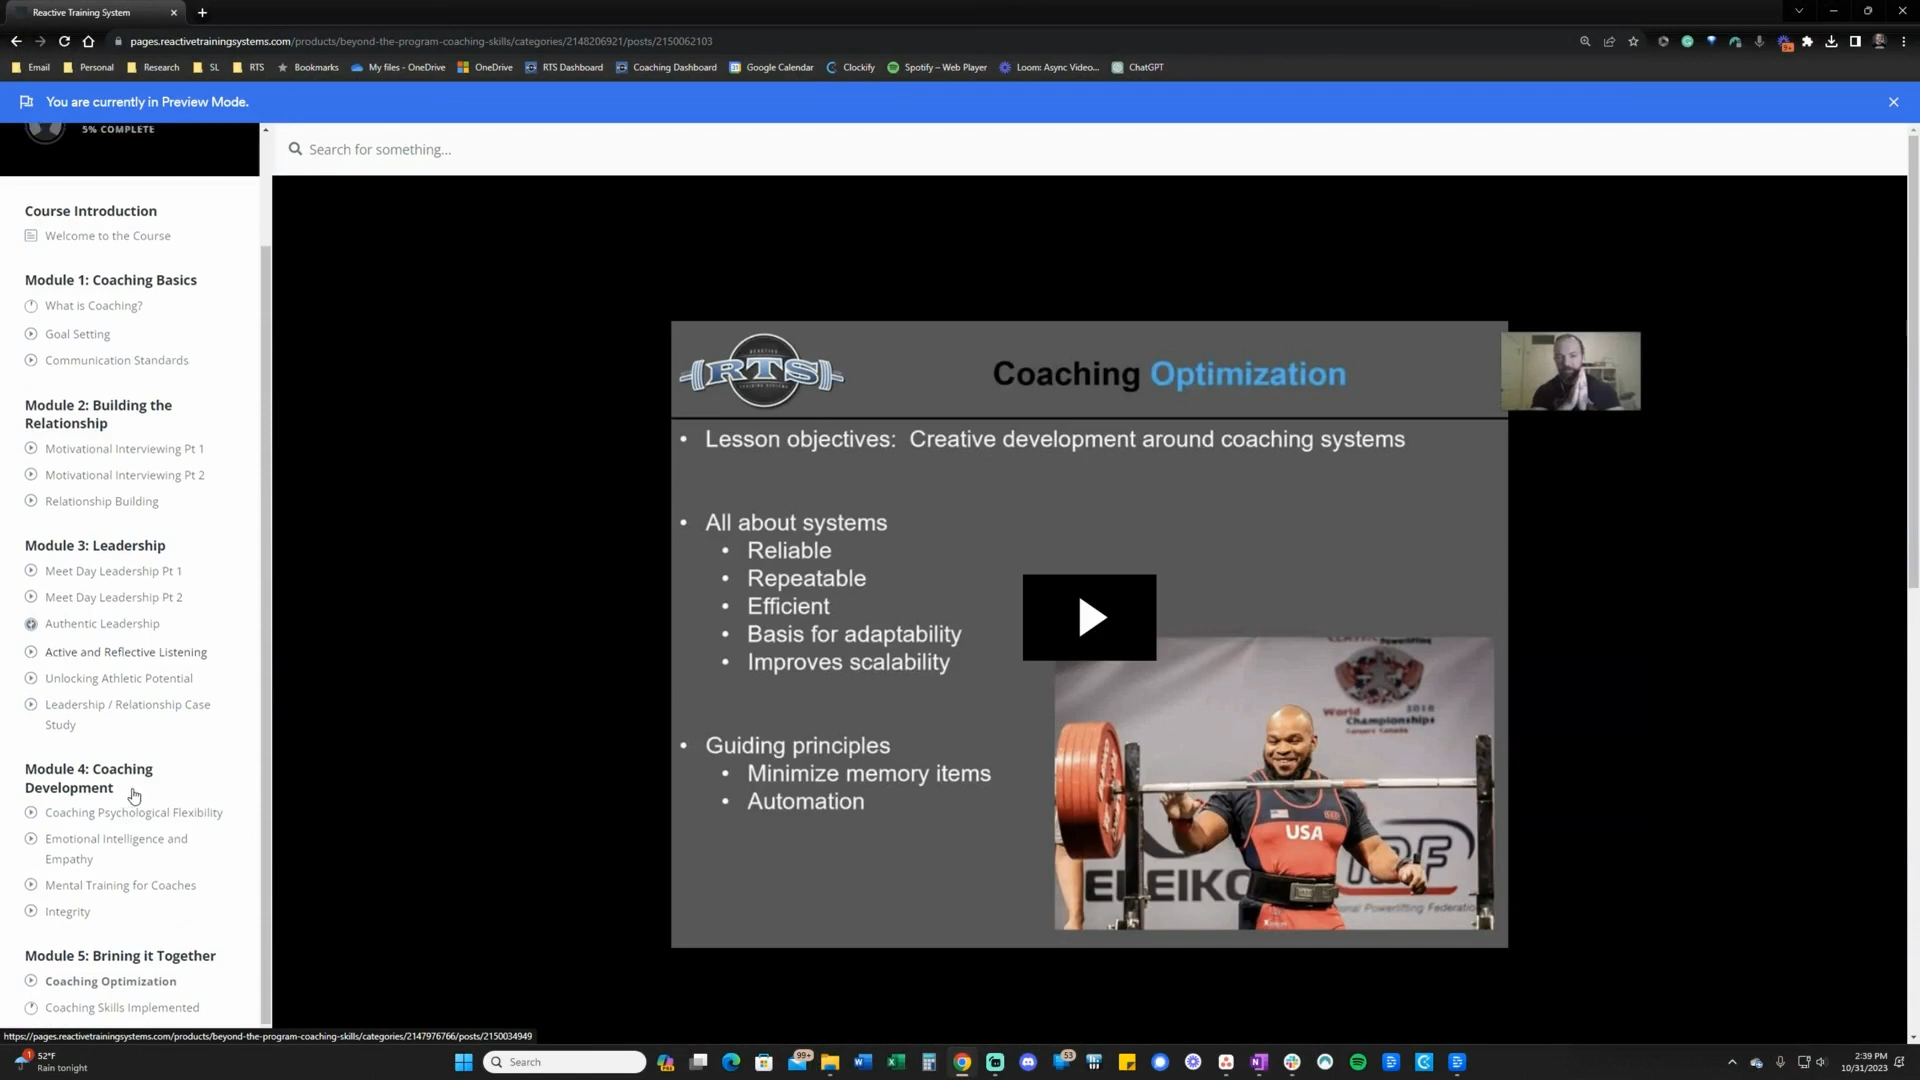 Reactive Training System
pages.reactivetrainingsystems.com/products/beyond-the-program-coaching-skills/categories/2148206921/posts/2150062103
Email Personal Research SL RTS Bookmarks My files - OneDrive OneDrive RTS Dashboard Coaching Dashboard Google Calendar Clockify Spotify – Web Player Loom: Async Video... ChatGPT
You are currently in Preview Mode.
5% COMPLETE
Search for something...
Course Introduction
Welcome to the Course
Module 1: Coaching Basics
What is Coaching?
Goal Setting
Communication Standards
Module 2: Building the
Relationship
Motivational Interviewing Pt 1
Motivational Interviewing Pt 2
Relationship Building
Module 3: Leadership
Meet Day Leadership Pt 1
Meet Day Leadership Pt 2
Authentic Leadership
Active and Reflective Listening
Unlocking Athletic Potential
Leadership / Relationship Case
Study
Module 4: Coaching
Development
Coaching Psychological Flexibility
Emotional Intelligence and
Empathy
Mental Training for Coaches
Integrity
Module 5: Brining it Together
Coaching Optimization
Coaching Skills Implemented
RTS
Coaching Optimization
• Lesson objectives: Creative development around coaching systems
• All about systems
• Reliable
• Repeatable
• Efficient
• Basis for adaptability
• Improves scalability
• Guiding principles
• Minimize memory items
• Automation
World
Championships
USA
ELEIKO
Powerlifting Federatio
https://pages.reactivetrainingsystems.com/products/beyond-the-program-coaching-skills/categories/2147976766/posts/2150034949
1
52°F
Rain tonight
Search
99+
53
2:39 PM
10/31/2023